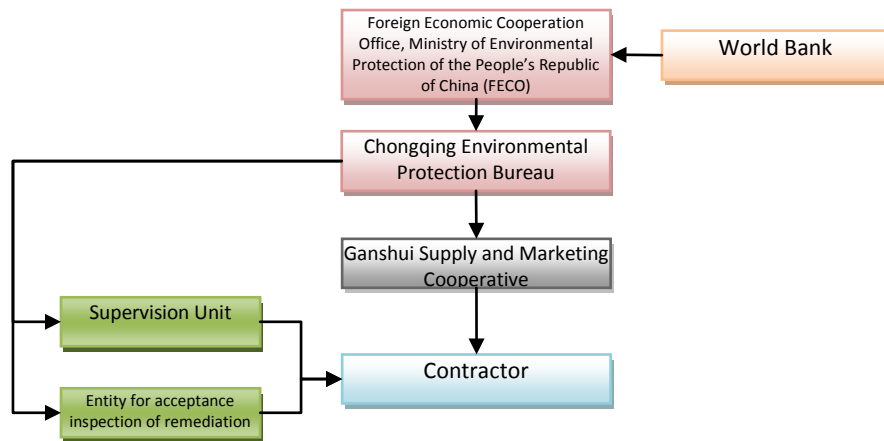 Foreign Economic Cooperation
Office, Ministry of Environmental
Protection of the People’s Republic
of China (FECO)
World Bank
Chongqing Environmental
Protection Bureau
Ganshui Supply and Marketing
Cooperative
Supervision Unit
Contractor
Entity for acceptance
inspection of remediation